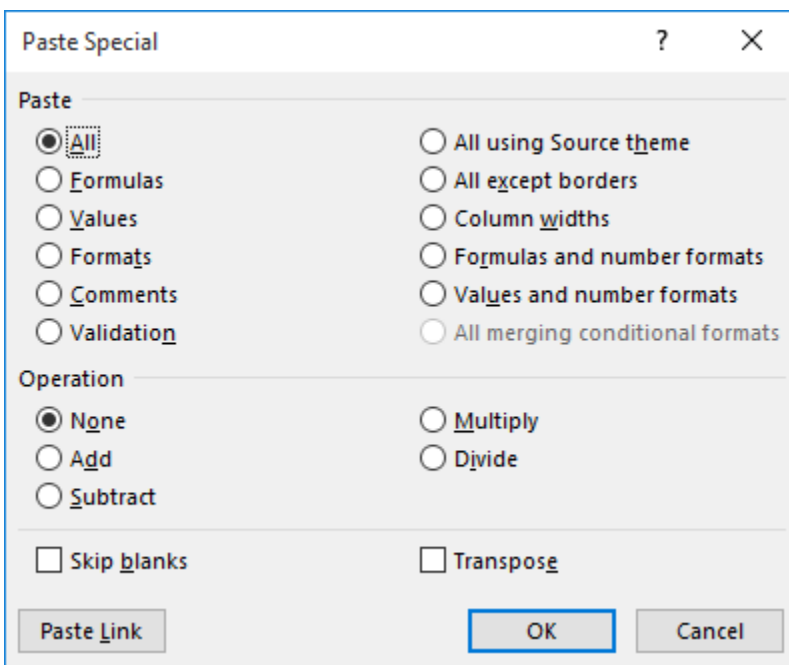 Paste Special ?
Paste
All All using Source theme
Formulas All except borders
Values Column widths
Formats Formulas and number formats
Comments Values and number formats
Validation All merging conditional formats
Operation
None Multiply
Add Divide
Subtract
Skip blanks Transpose
Paste Link OK Cancel